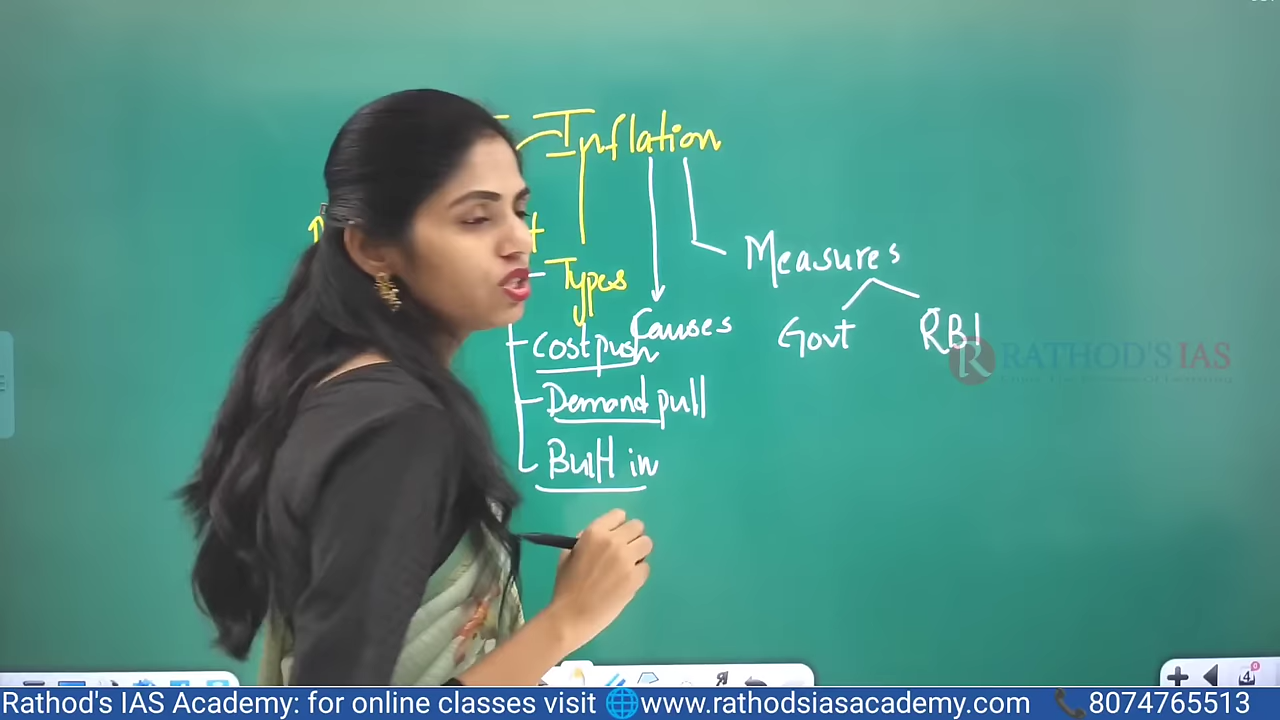 Inflation
Measures
Types
Causes
Govt
RBI
Cost push
Demand pull
Built in
RATHOD'S IAS
Rathod's IAS Academy: for online classes visit www.rathodsiasacademy.com 8074765513